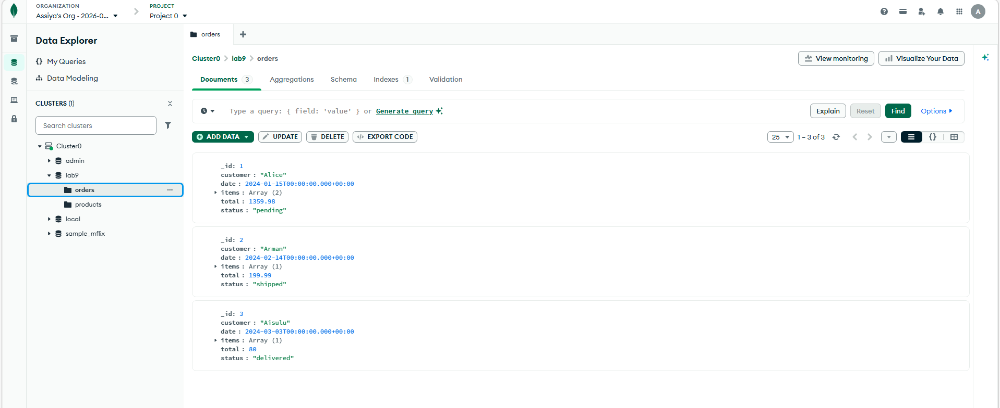 ORGANIZATION
Assiya's Org - 2026-0...
PROJECT
Project 0
A
Data Explorer
My Queries
Data Modeling
CLUSTERS (1)
Search clusters
Cluster0
admin
lab9
orders
products
local
sample_mflix
orders
Cluster0 > lab9 > orders
View monitoring
Visualize Your Data
Documents 3 Aggregations Schema Indexes 1 Validation
Type a query: { field: 'value' } or Generate query
Explain Reset Find Options
ADD DATA UPDATE DELETE EXPORT CODE
25 1 – 3 of 3
_id: 1
customer : "Alice"
date : 2024-01-15T00:00:00.000+00:00
items : Array (2)
total : 1359.98
status : "pending"
_id: 2
customer : "Arman"
date : 2024-02-14T00:00:00.000+00:00
items : Array (1)
total : 199.99
status : "shipped"
_id: 3
customer : "Aisulu"
date : 2024-03-03T00:00:00.000+00:00
items : Array (1)
total : 80
status : "delivered"